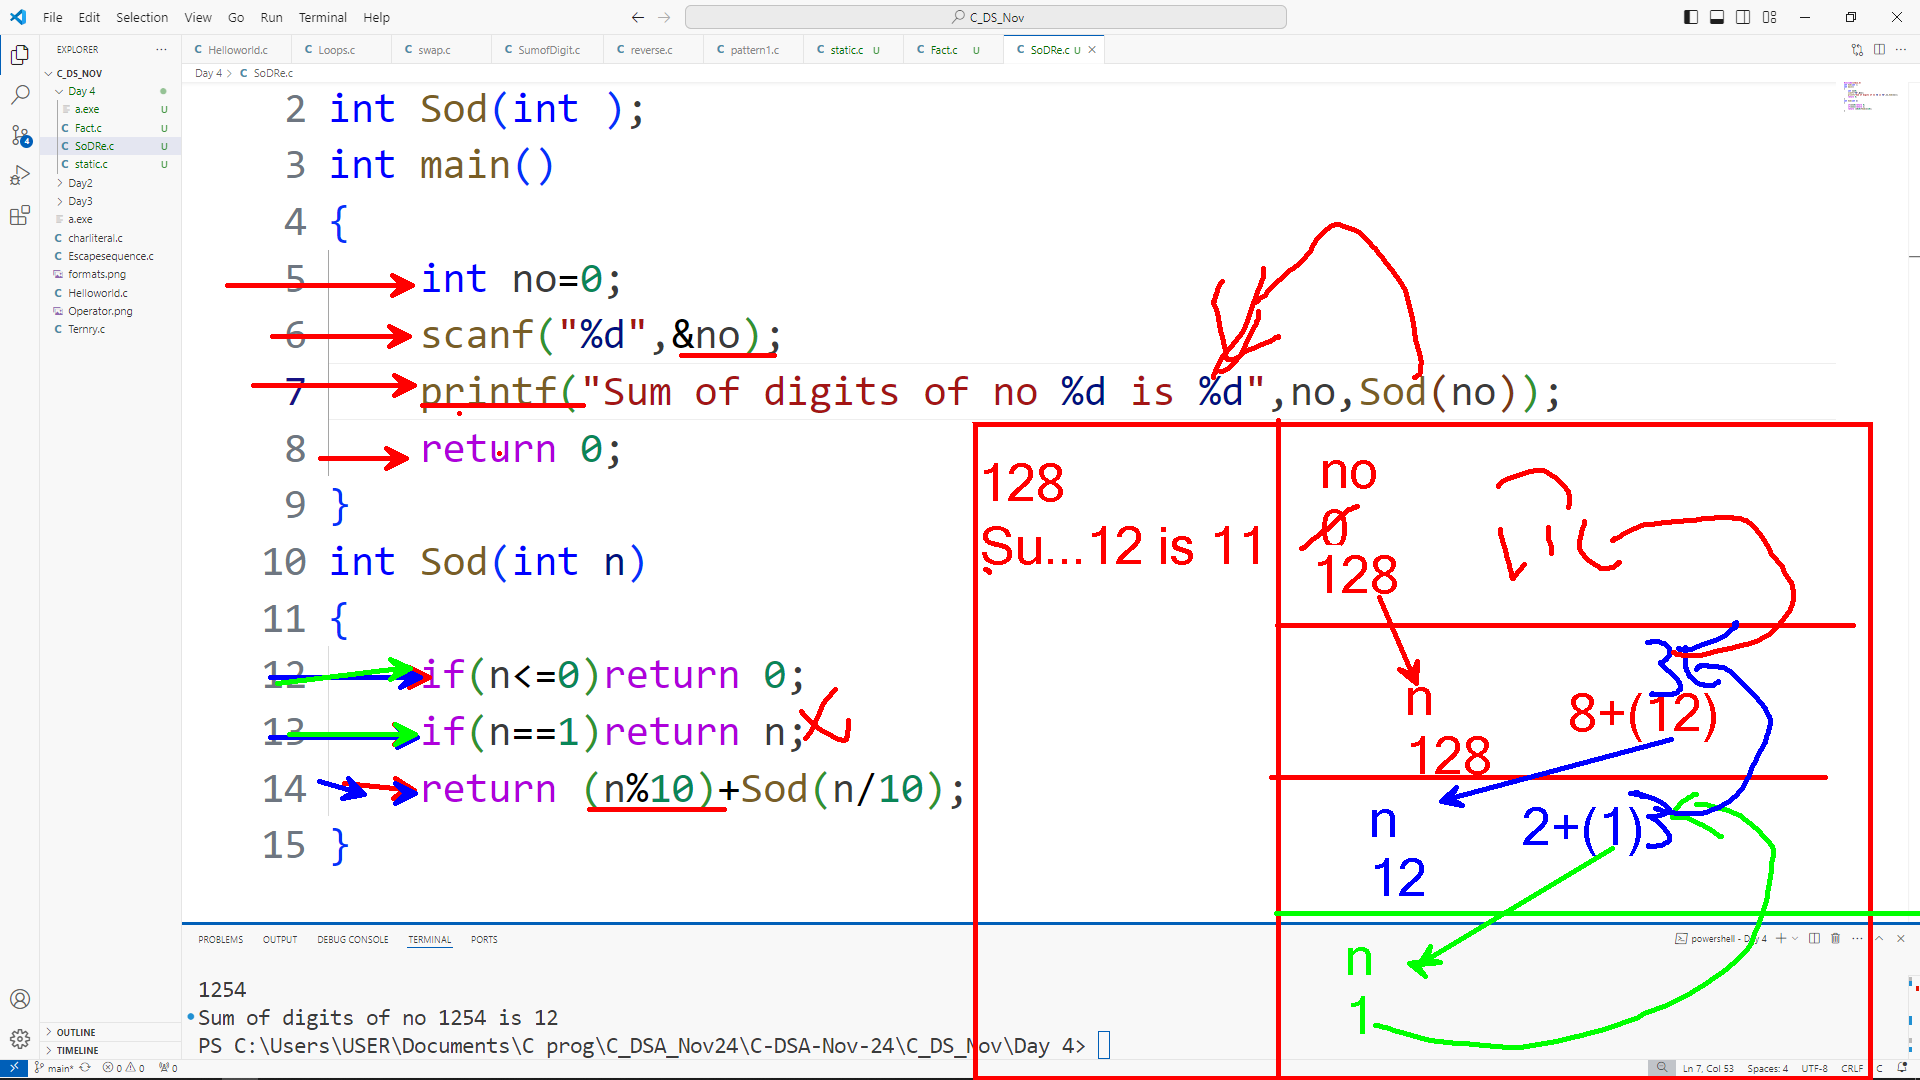 File Edit Selection View Go Run Terminal Help
C_DS_Nov
EXPLORER
C_DS_NOV
Day 4
a.exe U
Fact.c U
SoDRe.c U
static.c U
Day2
Day3
a.exe
charliteral.c
Escapesequence.c
formats.png
Helloworld.c
Operator.png
Ternry.c
OUTLINE
TIMELINE
Helloworld.c Loops.c swap.c SumofDigit.c reverse.c pattern1.c static.c U Fact.c U SoDRe.c U
Day 4 > C SoDRe.c
2 int Sod(int );
3 int main()
4 {
5 int no=0;
6 scanf("%d",&no);
7 printf("Sum of digits of no %d is %d",no,Sod(no));
8 return 0;
9 }
10 int Sod(int n)
11 {
12 if(n<=0)return 0;
13 if(n==1)return n;
14 return (n%10)+Sod(n/10);
15 }
128
Su...12 is 11
no
0
128
n
128
8+(12)
3
n
12
2+(1)
3
n
1
PROBLEMS OUTPUT DEBUG CONSOLE TERMINAL PORTS
powershell - Day 4
1254
Sum of digits of no 1254 is 12
PS C:\Users\USER\Documents\C prog\C_DSA_Nov24\C-DSA-Nov-24\C_DS_Nov\Day 4>
main* 0 0 0
Ln 7, Col 53 Spaces: 4 UTF-8 CRLF C